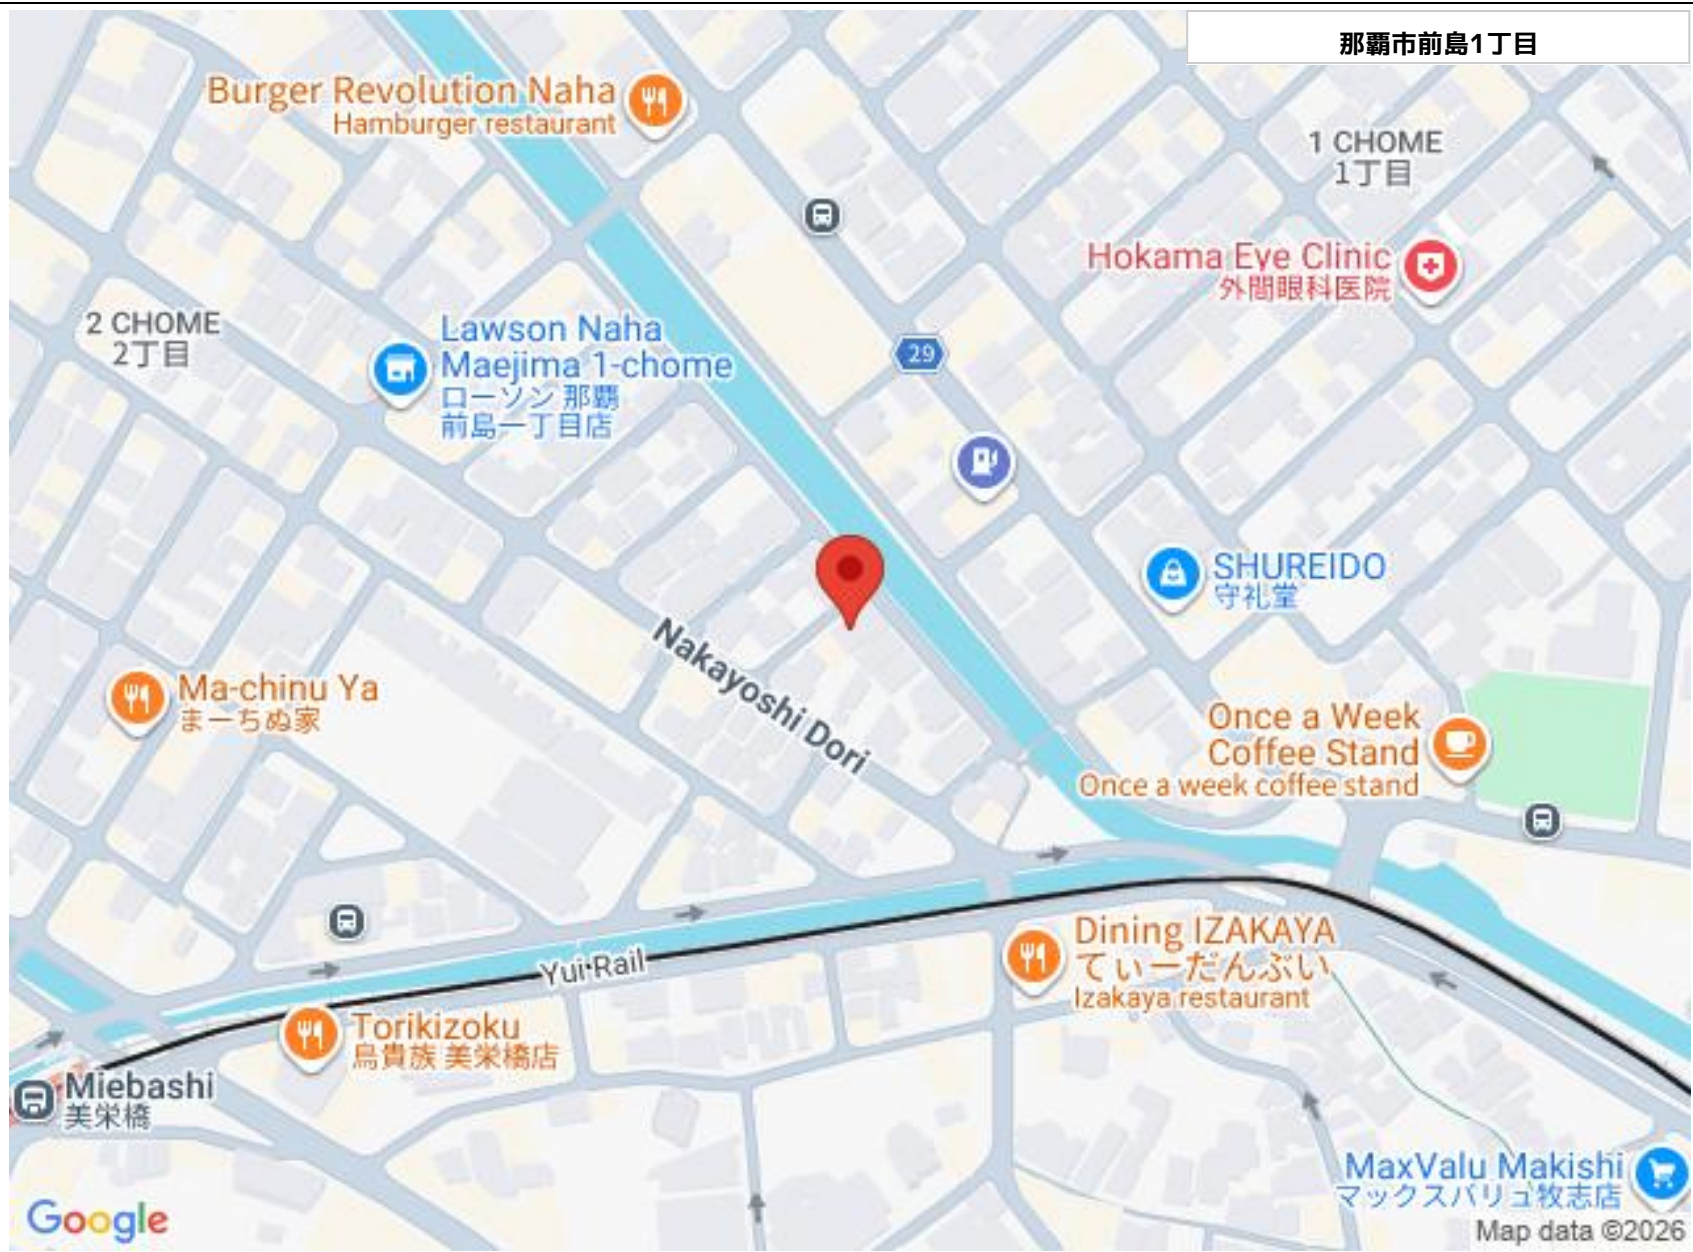 那覇市前島1丁目
Burger Revolution Naha
Hamburger restaurant
1 CHOME
1丁目
Hokama Eye Clinic
外間眼科医院
2 CHOME
2丁目
Lawson Naha
Maejima 1-chome
ローソン 那覇
前島一丁目店
29
SHUREIDO
守礼堂
Nakayoshi Dori
Ma-chinu Ya
まーちぬ家
Once a Week
Coffee Stand
Once a week coffee stand
Dining IZAKAYA
てぃーだんぶい
Izakaya restaurant
Yui Rail
Torikizoku
鳥貴族 美栄橋店
Miebashi
美栄橋
MaxValu Makishi
マックスバリュ牧志店
Google
Map data ©2026